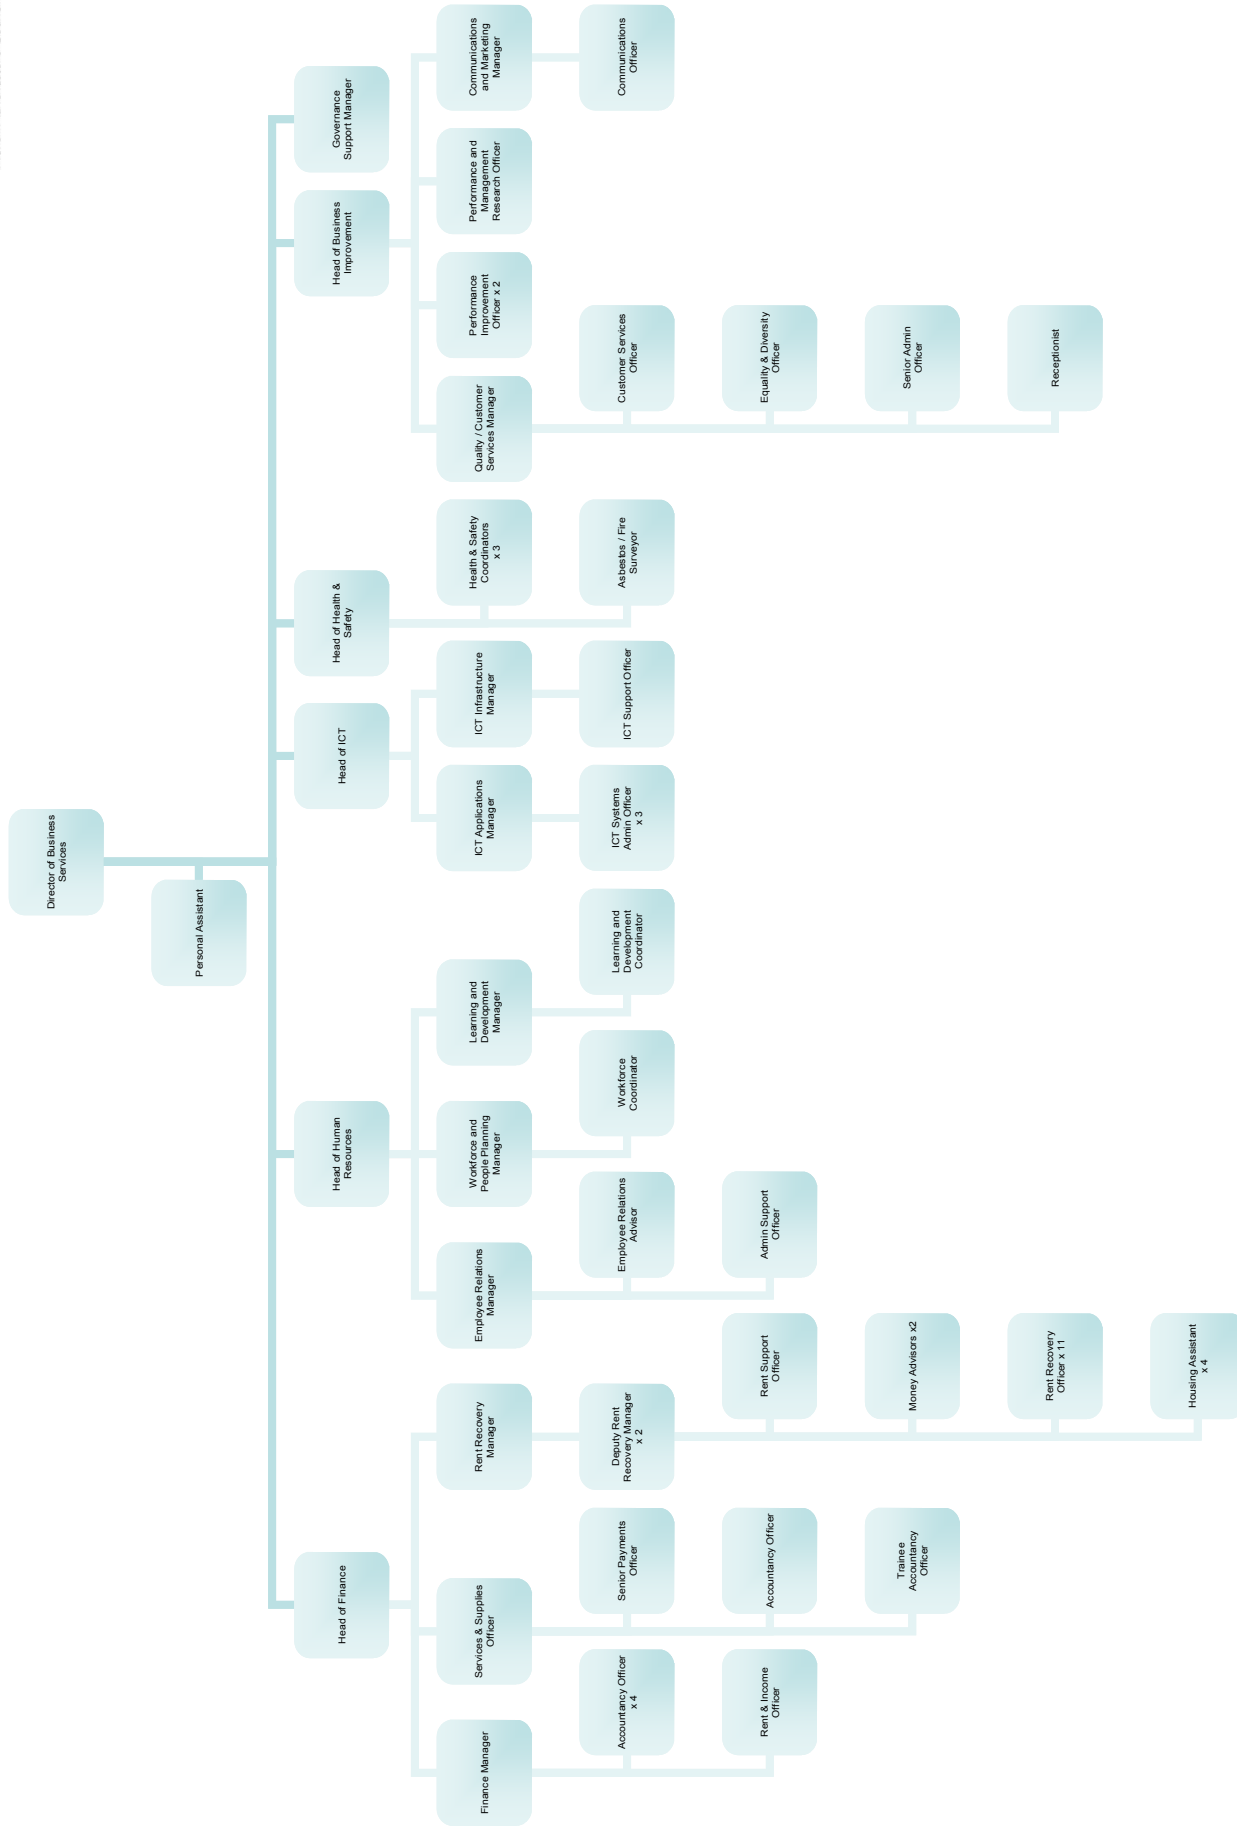 Director of Business
Services
Personal Assistant
Head of Finance
Head of Human
Resources
Head of ICT
Head of Health &
Safety
Head of Business
Improvement
Governance
Support Manager
Finance Manager
Services & Supplies
Officer
Rent Recovery
Manager
Employee Relations
Manager
Workforce and
People Planning
Manager
Learning and
Development
Manager
ICT Applications
Manager
ICT Infrastructure
Manager
Health & Safety
Coordinators
x 3
Quality / Customer
Services Manager
Performance
Improvement
Officer x 2
Performance and
Management
Research Officer
Communications
and Marketing
Manager
Accountancy Officer
x 4
Senior Payments
Officer
Deputy Rent
Recovery Manager
x 2
Employee Relations
Advisor
Workforce
Coordinator
Learning and
Development
Coordinator
ICT Systems
Admin Officer
x 3
ICT Support Officer
Asbestos / Fire
Surveyor
Customer Services
Officer
Communications
Officer
Rent & Income
Officer
Accountancy Officer
Rent Support
Officer
Admin Support
Officer
Equality & Diversity
Officer
Trainee
Accountancy
Officer
Money Advisors x2
Senior Admin
Officer
Rent Recovery
Officer x 11
Receptionist
Housing Assistant
x 4